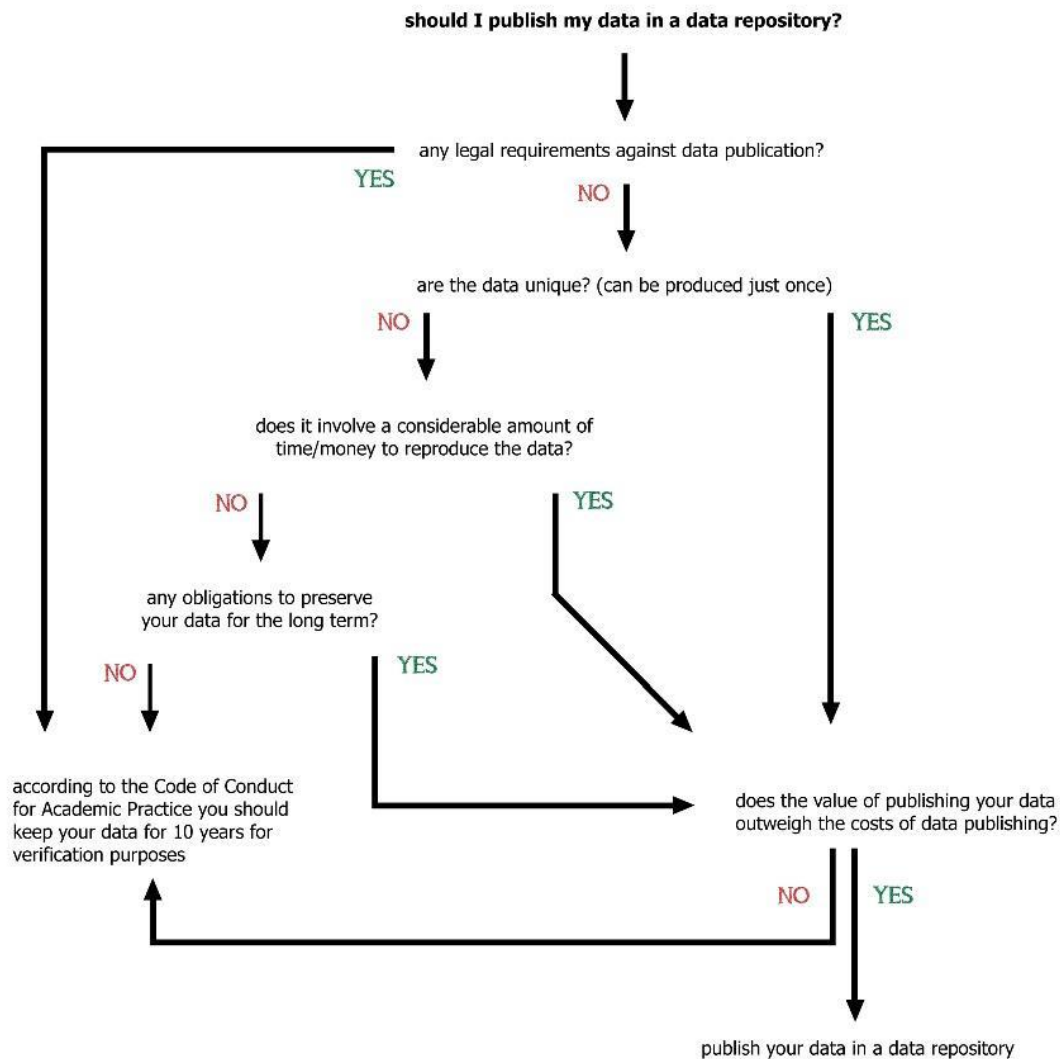 should I publish my data in a data repository?
any legal requirements against data publication?
YES
NO
are the data unique? (can be produced just once)
NO
YES
does it involve a considerable amount of
time/money to reproduce the data?
NO
YES
any obligations to preserve
your data for the long term?
NO
YES
according to the Code of Conduct
for Academic Practice you should
keep your data for 10 years for
verification purposes
does the value of publishing your data
outweigh the costs of data publishing?
NO
YES
publish your data in a data repository